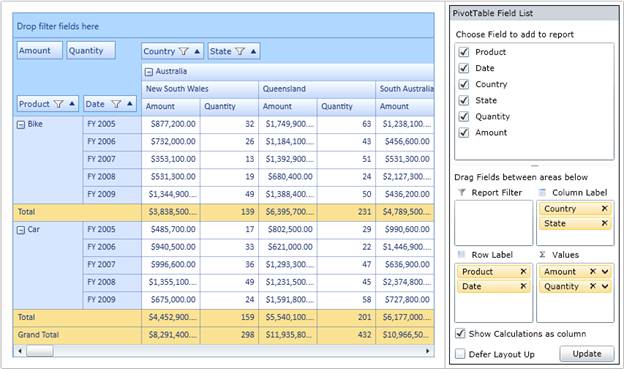 Drop filter fields here
Amount Quantity Country State
Australia
New South Wales Queensland South Australia
Product Date Amount Quantity Amount Quantity Amount
Bike FY 2005 $877,200.00 32 $1,749,900.... 63 $1,238,100...
FY 2006 $732,000.00 26 $1,184,100... 43 $456,600.00
FY 2007 $353,100.00 13 $1,392,900... 51 $531,300.00
FY 2008 $531,300.00 19 $680,400.00 24 $2,127,300...
FY 2009 $1,344,900... 49 $1,388,400... 50 $436,200.00
Total $3,838,500... 139 $6,395,700... 231 $4,789,500...
Car FY 2005 $485,700.00 17 $802,500.00 29 $990,600.00
FY 2006 $940,500.00 33 $621,000.00 22 $1,446,900...
FY 2007 $996,600.00 36 $1,293,300... 47 $636,900.00
FY 2008 $1,355,100... 49 $1,231,500... 45 $2,374,800...
FY 2009 $675,000.00 24 $1,591,800... 58 $727,800.00
Total $4,452,900... 159 $5,540,100... 201 $6,177,000...
Grand Total $8,291,400... 298 $11,935,80... 432 $10,966,50...
PivotTable Field List
Choose Field to add to report
Product
Date
Country
State
Quantity
Amount
Drag Fields between areas below
Report Filter Column Label
Country
State
Row Label Σ Values
Product Amount
Date Quantity
Show Calculations as column
Defer Layout Up Update